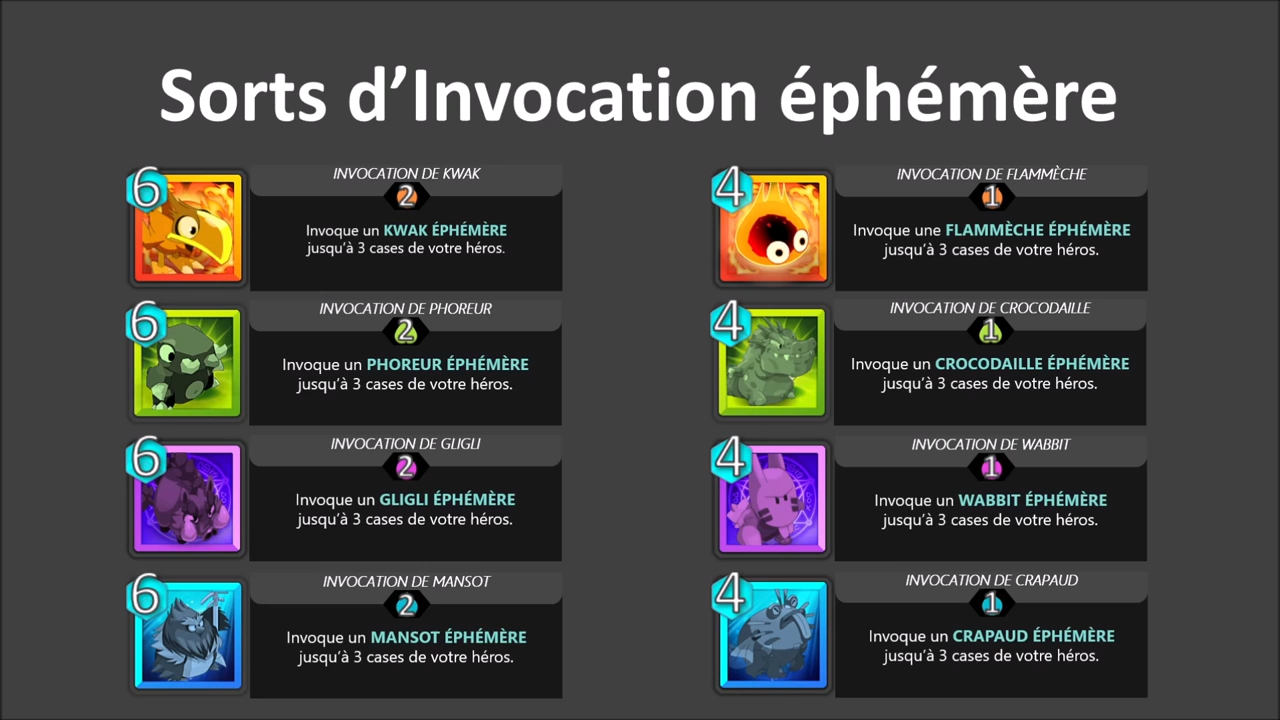 Sorts d’Invocation éphémère
6
INVOCATION DE KWAK
2
Invoque un KWAK ÉPHÉMÈRE
jusqu'à 3 cases de votre héros.
4
INVOCATION DE FLAMMÈCHE
1
Invoque une FLAMMÈCHE ÉPHÉMÈRE
jusqu'à 3 cases de votre héros.
6
INVOCATION DE PHOREUR
2
Invoque un PHOREUR ÉPHÉMÈRE
jusqu'à 3 cases de votre héros.
4
INVOCATION DE CROCODAILLE
1
Invoque un CROCODAILLE ÉPHÉMÈRE
jusqu'à 3 cases de votre héros.
6
INVOCATION DE GLIGLI
2
Invoque un GLIGLI ÉPHÉMÈRE
jusqu'à 3 cases de votre héros.
4
INVOCATION DE WABBIT
1
Invoque un WABBIT ÉPHÉMÈRE
jusqu'à 3 cases de votre héros.
6
INVOCATION DE MANSOT
2
Invoque un MANSOT ÉPHÉMÈRE
jusqu'à 3 cases de votre héros.
4
INVOCATION DE CRAPAUD
1
Invoque un CRAPAUD ÉPHÉMÈRE
jusqu'à 3 cases de votre héros.